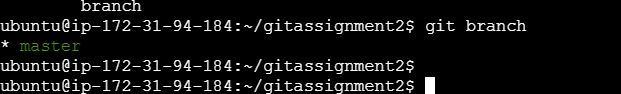 branch
ubuntu@ip-172-31-94-184:~/gitassignment2$ git branch
* master
ubuntu@ip-172-31-94-184:~/gitassignment2$
ubuntu@ip-172-31-94-184:~/gitassignment2$